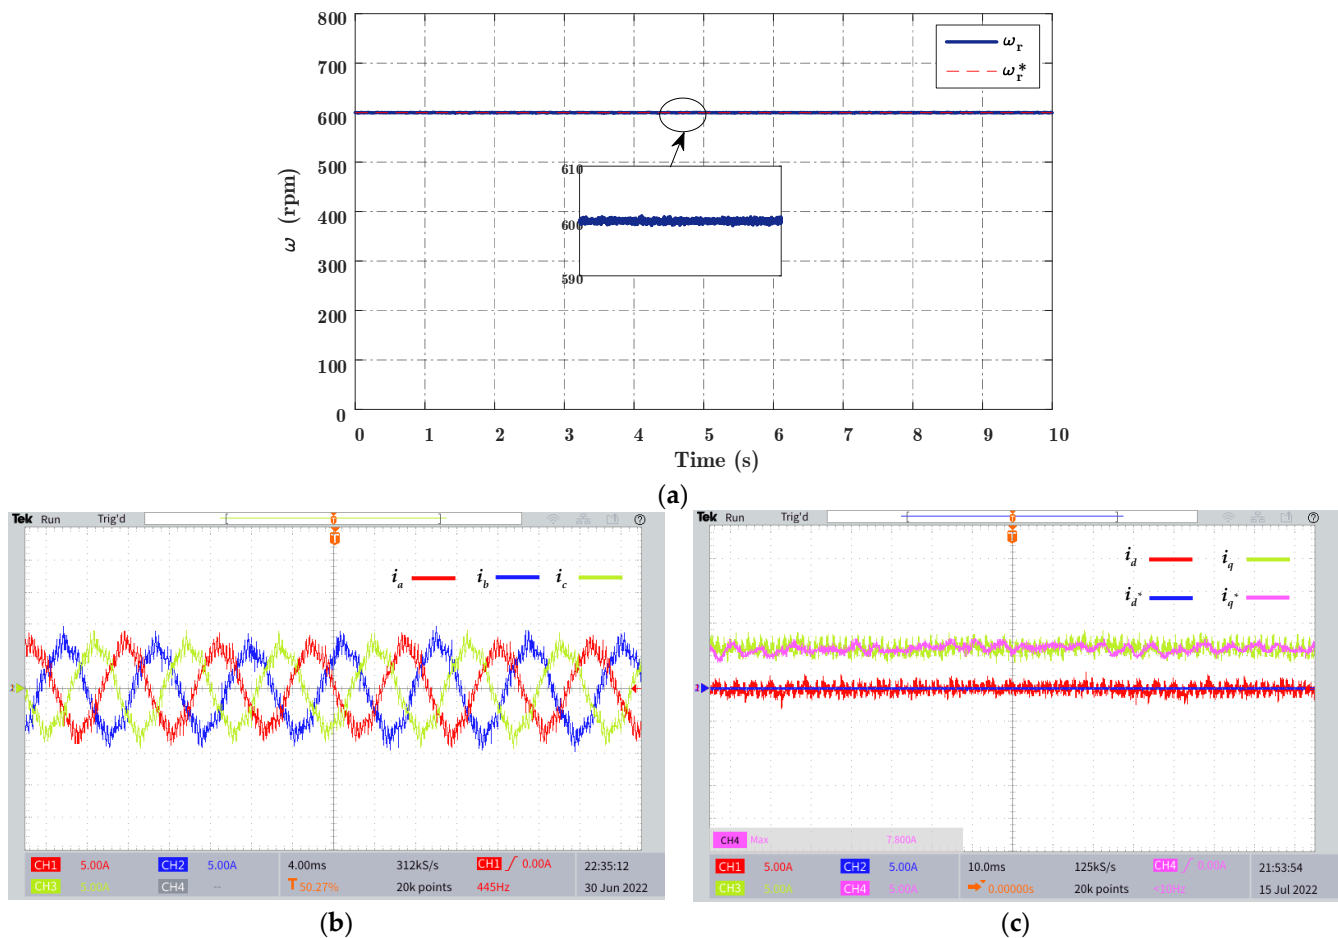 800
700
600
500
400
300
200
100
0
ω (rpm)
ω_r
ω_r*
610
600
590
0 1 2 3 4 5 6 7 8 9 10
Time (s)
(a)
Tek Run Trig'd
T
T
?
i_a i_b i_c
1
CH1 5.00A CH2 5.00A 4.00ms 312kS/s CH1 0.00A 22:35:12
CH3 5.00A CH4 -- T 50.27% 20k points 445Hz 30 Jun 2022
(b)
Tek Run Trig'd
T
T
?
i_d i_q
i_d* i_q*
CH4 Max 7.800A
CH1 5.00A CH2 5.00A 10.0ms 125kS/s CH4 0.00A 21:53:54
CH3 5.00A CH4 5.00A 0.00000s 20k points <10Hz 15 Jul 2022
(c)